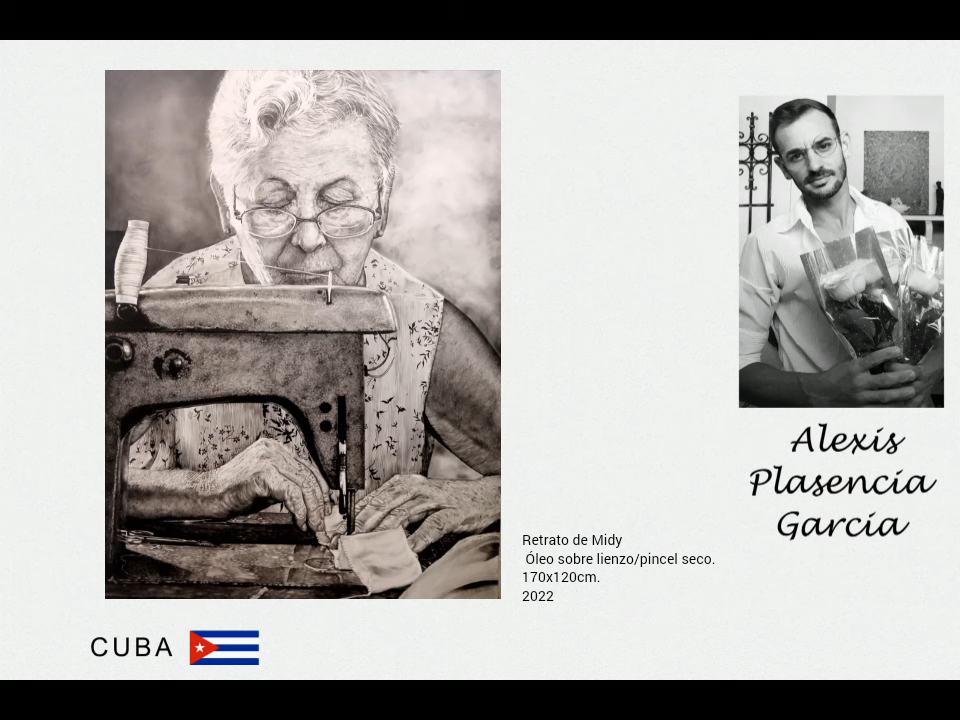 Alexis
Plasencia
Garcia
Retrato de Midy
Óleo sobre lienzo/pincel seco.
170x120cm.
2022
CUBA